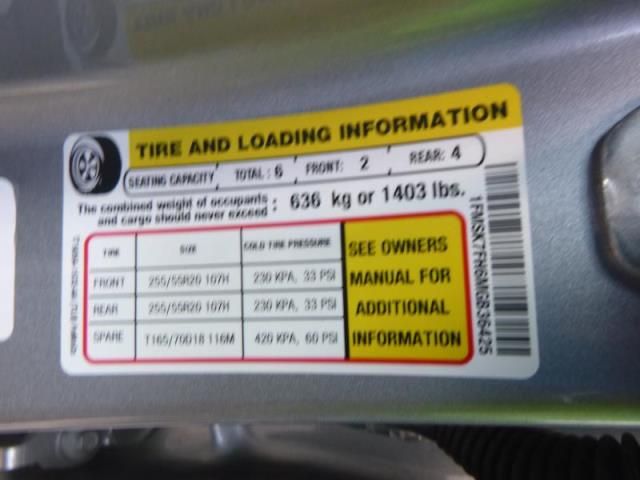 TIRE AND LOADING INFORMATION
SEATING CAPACITY TOTAL : 6 FRONT: 2 REAR: 4
The combined weight of occupants and cargo should never exceed : 636 kg or 1403 lbs.
TIRE SIZE COLD TIRE PRESSURE
FRONT 255/55R20 107H 230 KPA, 33 PSI
REAR 255/55R20 107H 230 KPA, 33 PSI
SPARE T165/70D18 116M 420 KPA, 60 PSI
SEE OWNERS
MANUAL FOR
ADDITIONAL
INFORMATION
1FMSK7FH6MGB36425